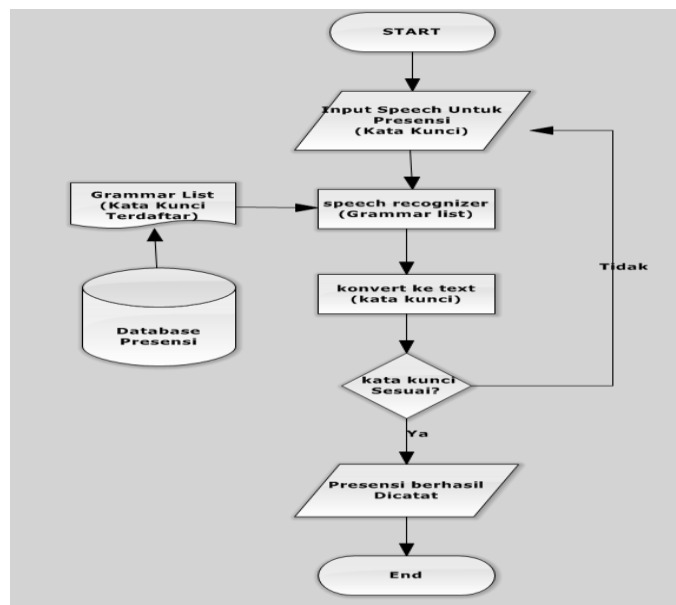 START
Input Speech Untuk
Presensi
(Kata Kunci)
Grammar List
(Kata Kunci
Terdaftar)
speech recognizer
(Grammar list)
Tidak
konvert ke text
(kata kunci)
Database
Presensi
kata kunci
Sesuai?
Ya
Presensi berhasil
Dicatat
End